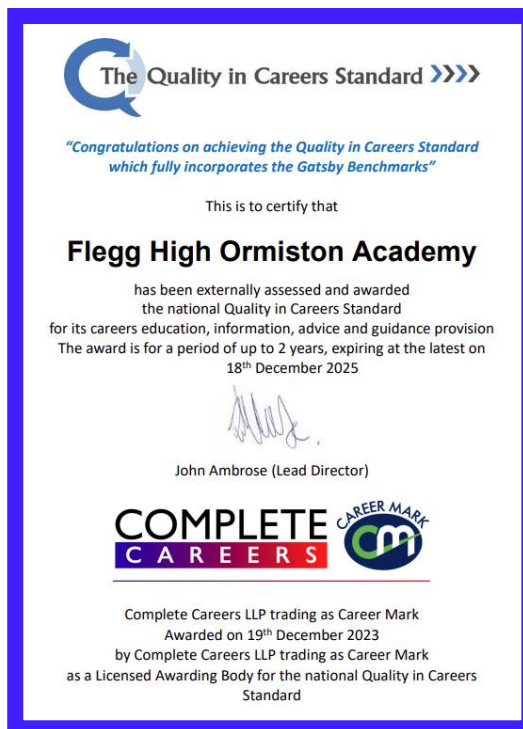 The Quality in Careers Standard
“Congratulations on achieving the Quality in Careers Standard
which fully incorporates the Gatsby Benchmarks”
This is to certify that
Flegg High Ormiston Academy
has been externally assessed and awarded
the national Quality in Careers Standard
for its careers education, information, advice and guidance provision
The award is for a period of up to 2 years, expiring at the latest on
18th December 2025
John Ambrose (Lead Director)
COMPLETE
CAREERS
CAREER MARK
cm
Complete Careers LLP trading as Career Mark
Awarded on 19th December 2023
by Complete Careers LLP trading as Career Mark
as a Licensed Awarding Body for the national Quality in Careers
Standard